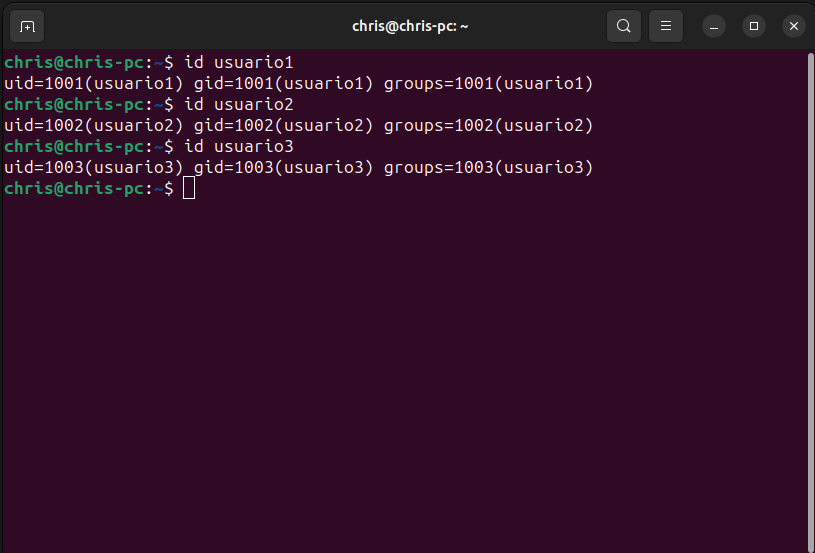 chris@chris-pc: ~
chris@chris-pc:~$ id usuario1
uid=1001(usuario1) gid=1001(usuario1) groups=1001(usuario1)
chris@chris-pc:~$ id usuario2
uid=1002(usuario2) gid=1002(usuario2) groups=1002(usuario2)
chris@chris-pc:~$ id usuario3
uid=1003(usuario3) gid=1003(usuario3) groups=1003(usuario3)
chris@chris-pc:~$